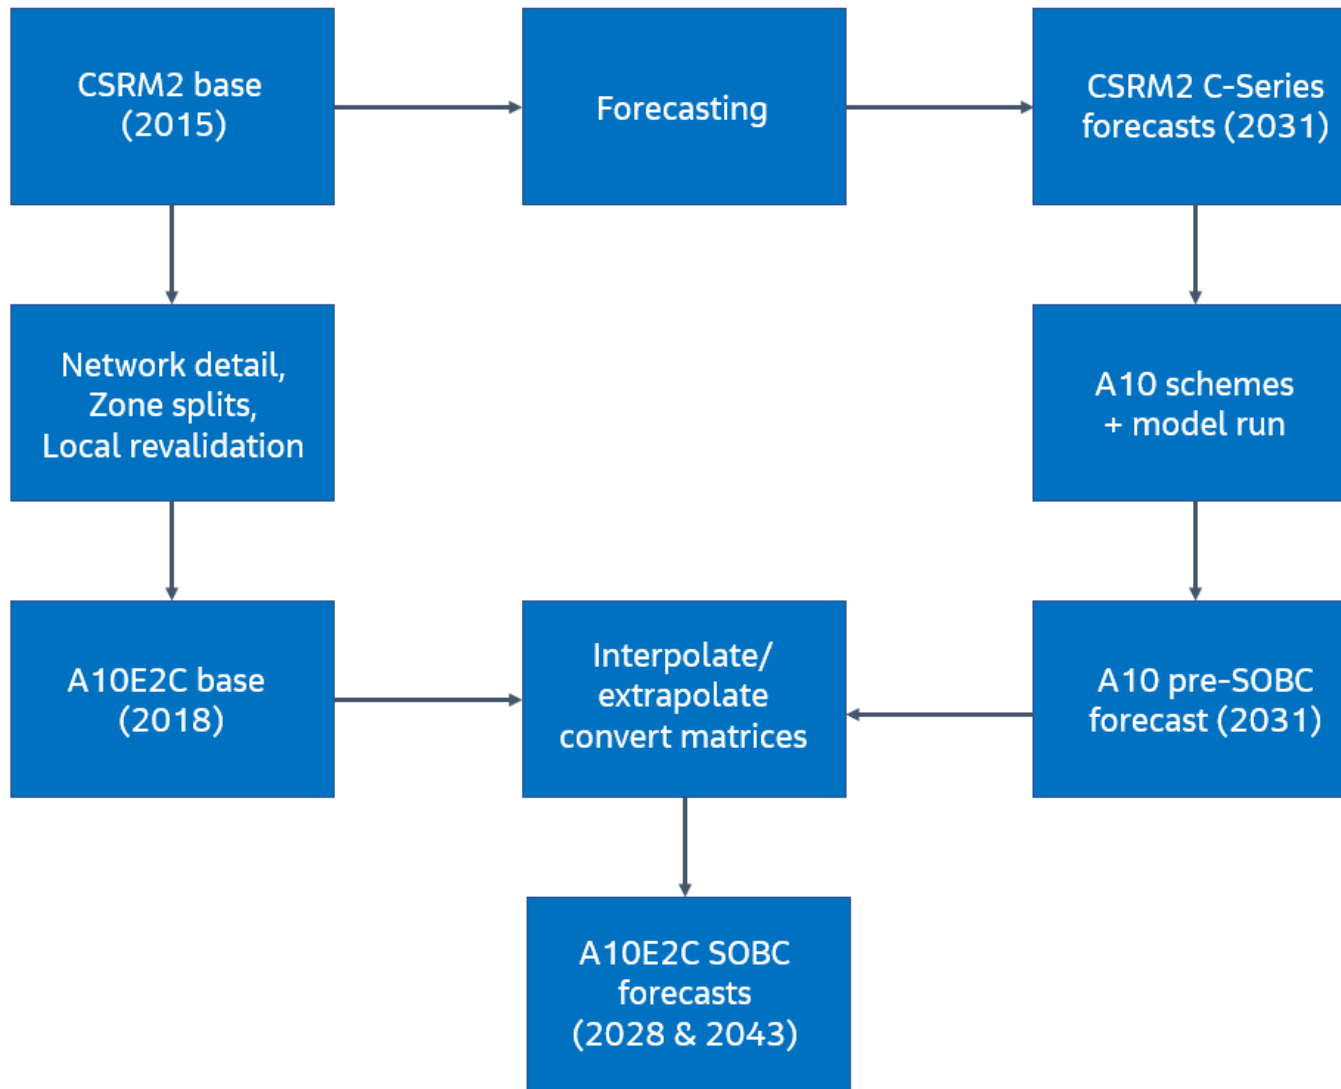 CSRM2 base
(2015)
Forecasting
CSRM2 C-Series
forecasts (2031)
Network detail,
Zone splits,
Local revalidation
A10 schemes
+ model run
A10E2C base
(2018)
Interpolate/
extrapolate
convert matrices
A10 pre-SOBC
forecast (2031)
A10E2C SOBC
forecasts
(2028 & 2043)